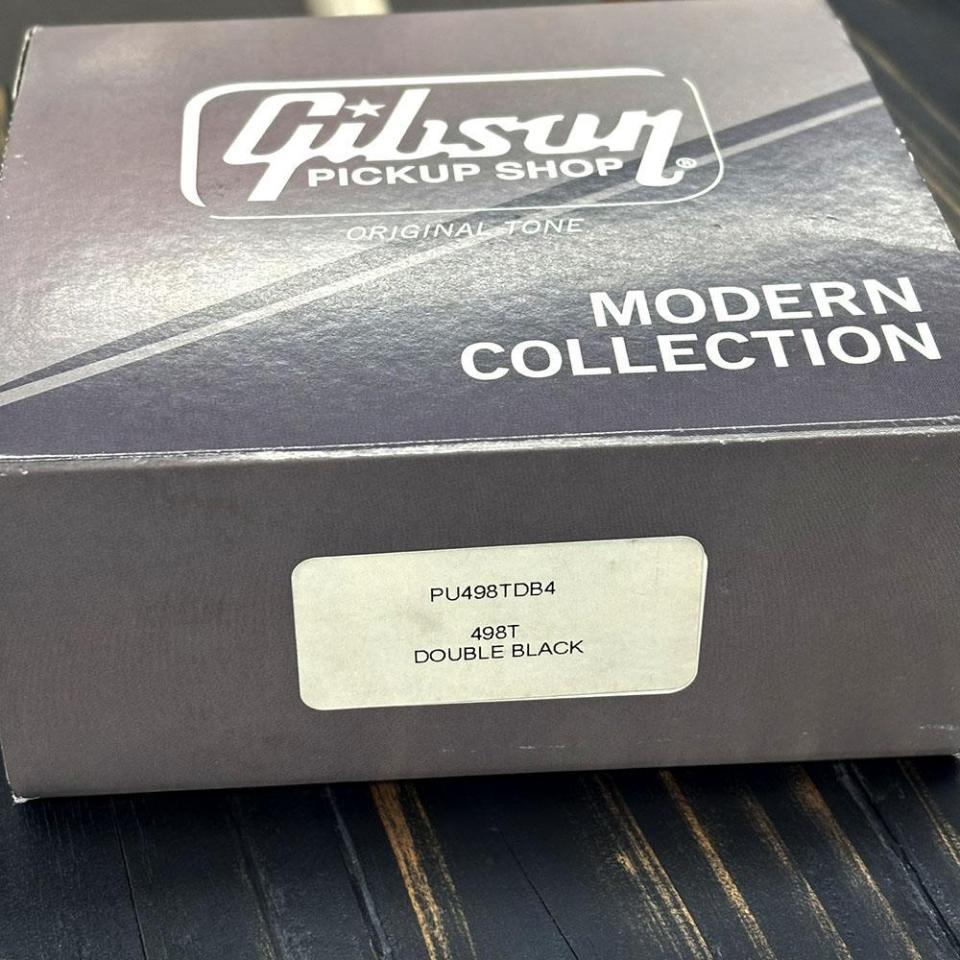 Gibson
PICKUP SHOP ®
ORIGINAL TONE
MODERN
COLLECTION
PU498TDB4
498T
DOUBLE BLACK